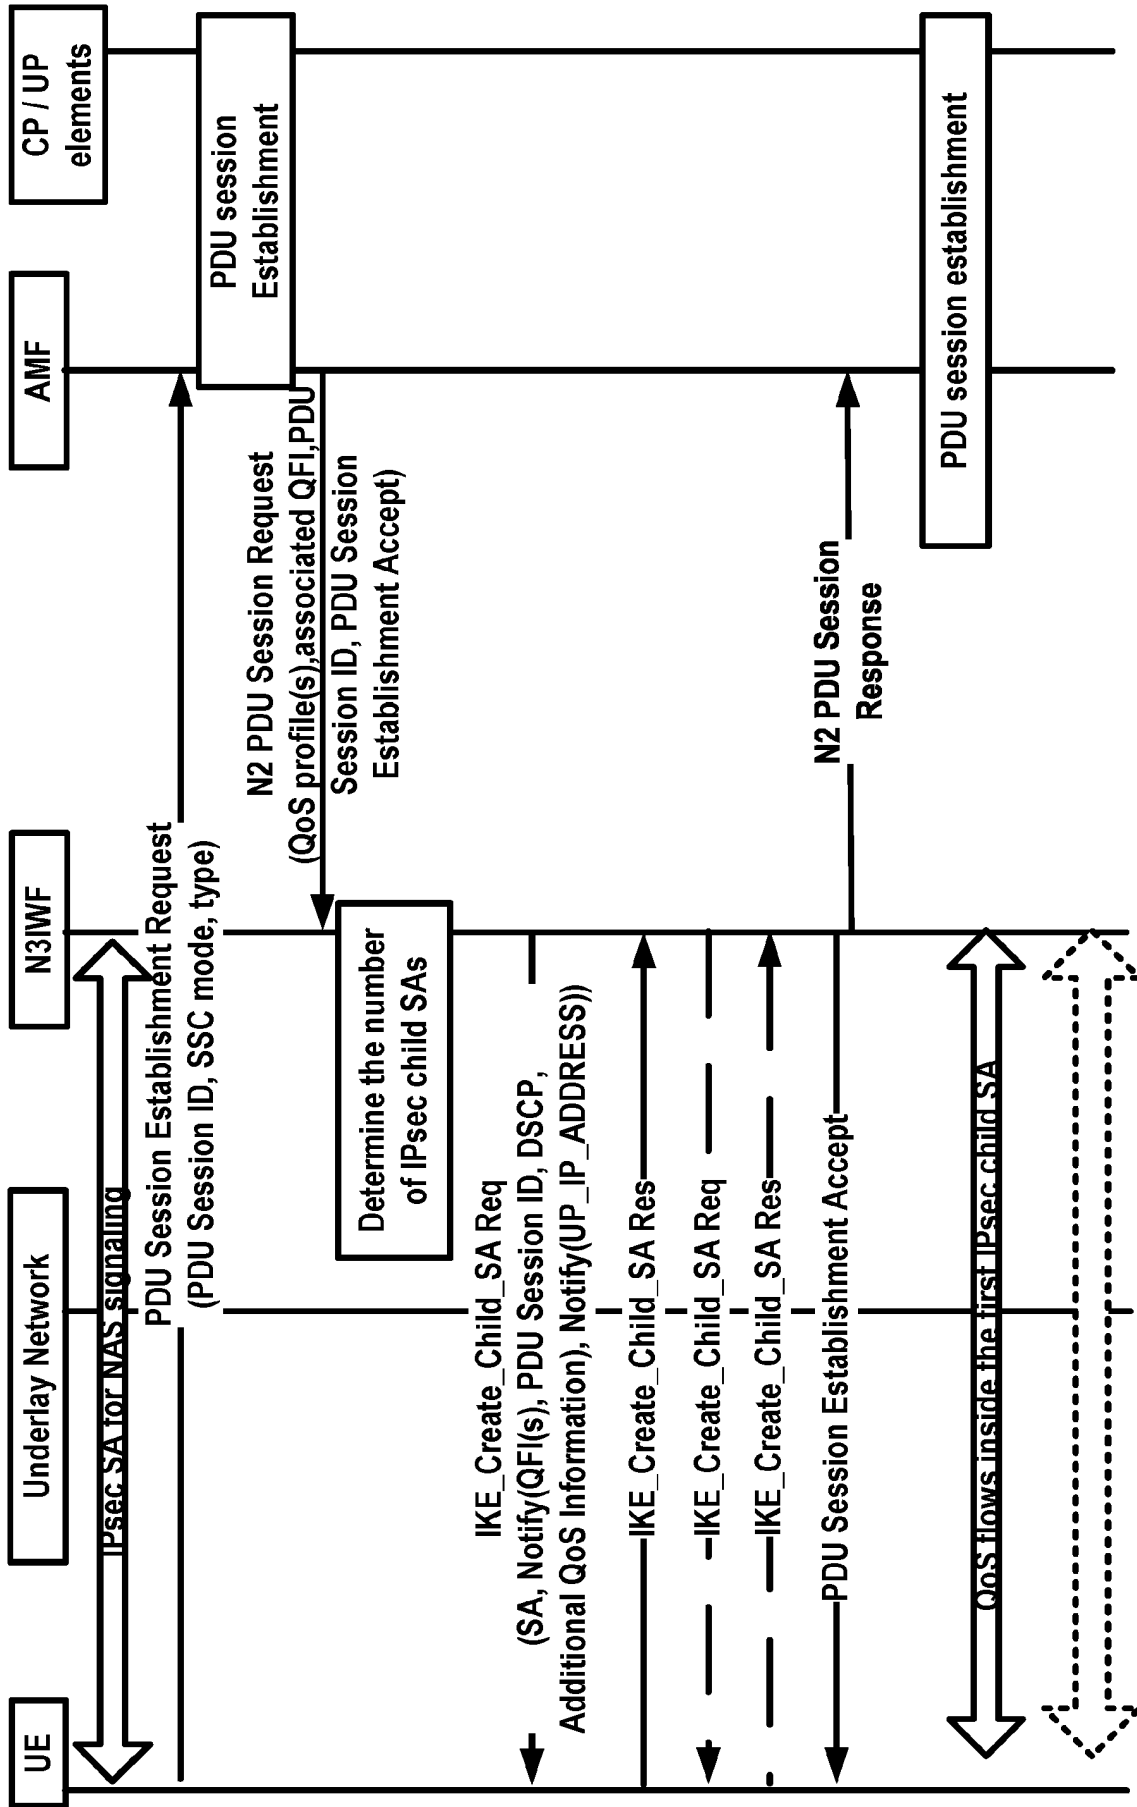 UE
Underlay Network
N3IWF
AMF
CP / UP
elements
IPsec SA for NAS signaling
PDU Session Establishment Request
(PDU Session ID, SSC mode, type)
PDU session
Establishment
N2 PDU Session Request
(QoS profile(s),associated QFI,PDU
Session ID, PDU Session
Establishment Accept)
Determine the number
of IPsec child SAs
IKE_Create_Child_SA Req
(SA, Notify(QFI(s), PDU Session ID, DSCP,
Additional QoS Information), Notify(UP_IP_ADDRESS))
IKE_Create_Child_SA Res
IKE_Create_Child_SA Req
IKE_Create_Child_SA Res
PDU Session Establishment Accept
N2 PDU Session
Response
PDU session establishment
QoS flows inside the first IPsec child SA